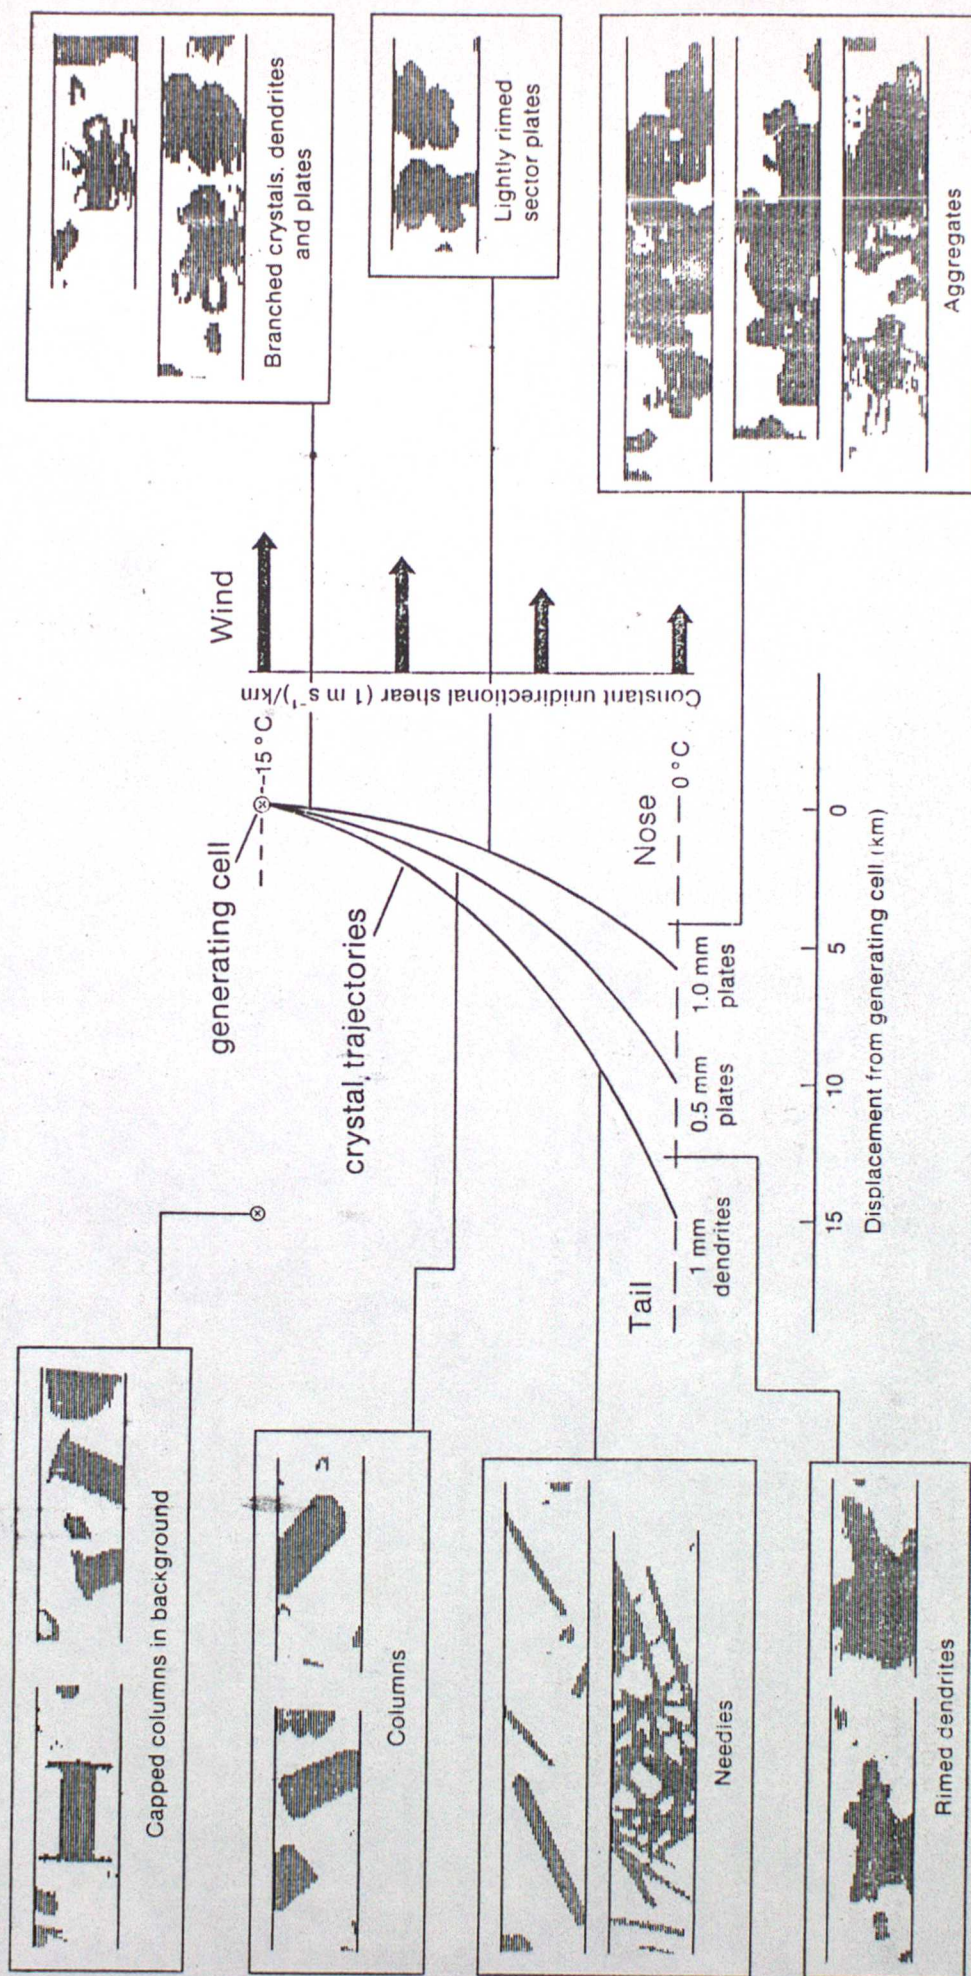 Capped columns in background
Columns
Needles
Rimed dendrites
generating cell
crystal trajectories
-15°C
Wind
Constant unidirectional shear (1 m s⁻¹)/km
Tail
Nose
0°C
1 mm
dendrites
0.5 mm
plates
1.0 mm
plates
15
10
5
0
Displacement from generating cell (km)
Branched crystals, dendrites
and plates
Lightly rimed
sector plates
Aggregates